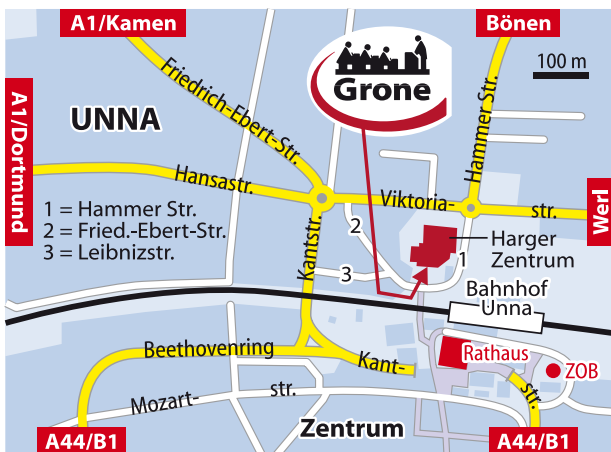 A1/Kamen
Bönen
100 m
Grone
A1/Dortmund
UNNA
Friedrich-Ebert-Str.
Hammer Str.
Hansastr.
Viktoria-
str.
Werl
1 = Hammer Str.
2 = Fried.-Ebert-Str.
3 = Leibnizstr.
2
1
3
Kantstr.
Harger
Zentrum
Bahnhof
Unna
Beethovenring
Kant-
str.
Rathaus
ZOB
Mozart-
str.
Zentrum
A44/B1
A44/B1